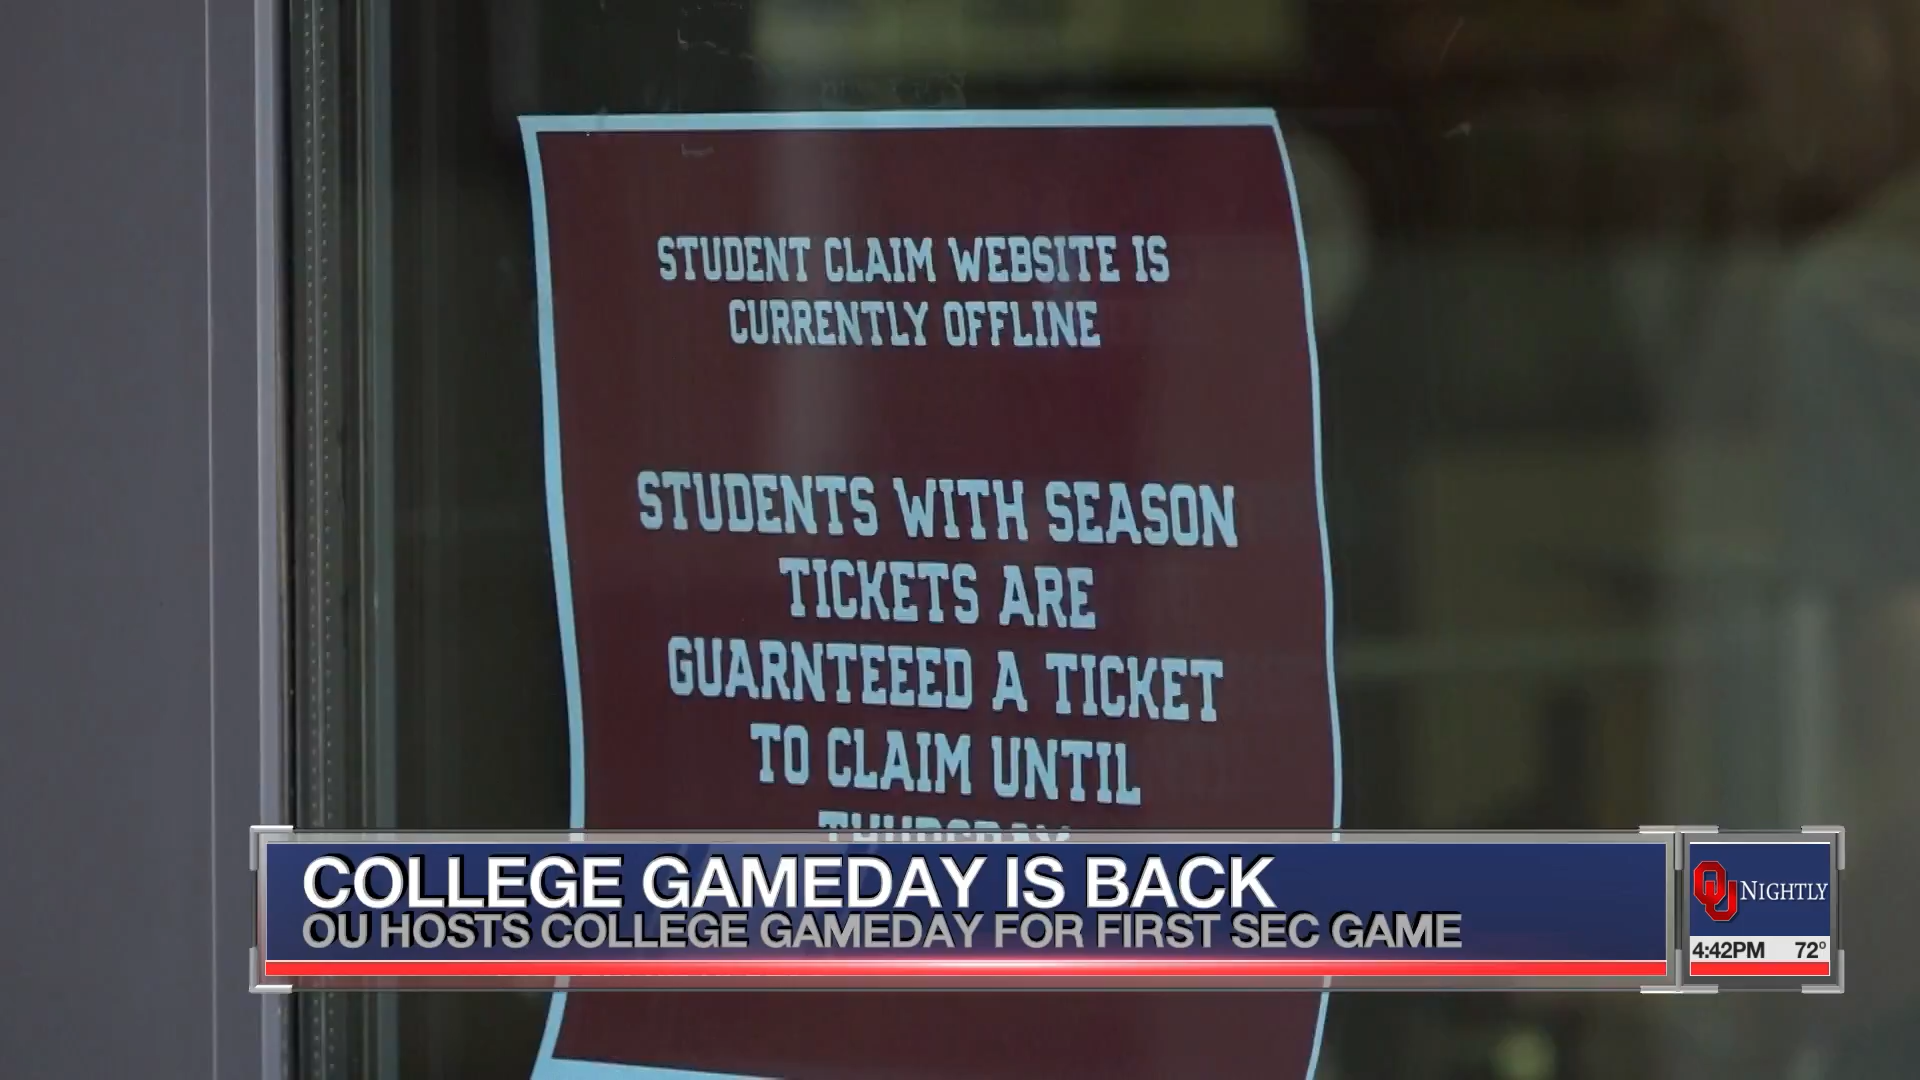 STUDENT CLAIM WEBSITE IS
CURRENTLY OFFLINE
STUDENTS WITH SEASON
TICKETS ARE
GUARNTEEED A TICKET
TO CLAIM UNTIL
THURSDAY
COLLEGE GAMEDAY IS BACK
OU HOSTS COLLEGE GAMEDAY FOR FIRST SEC GAME
OU NIGHTLY
4:42PM 72°